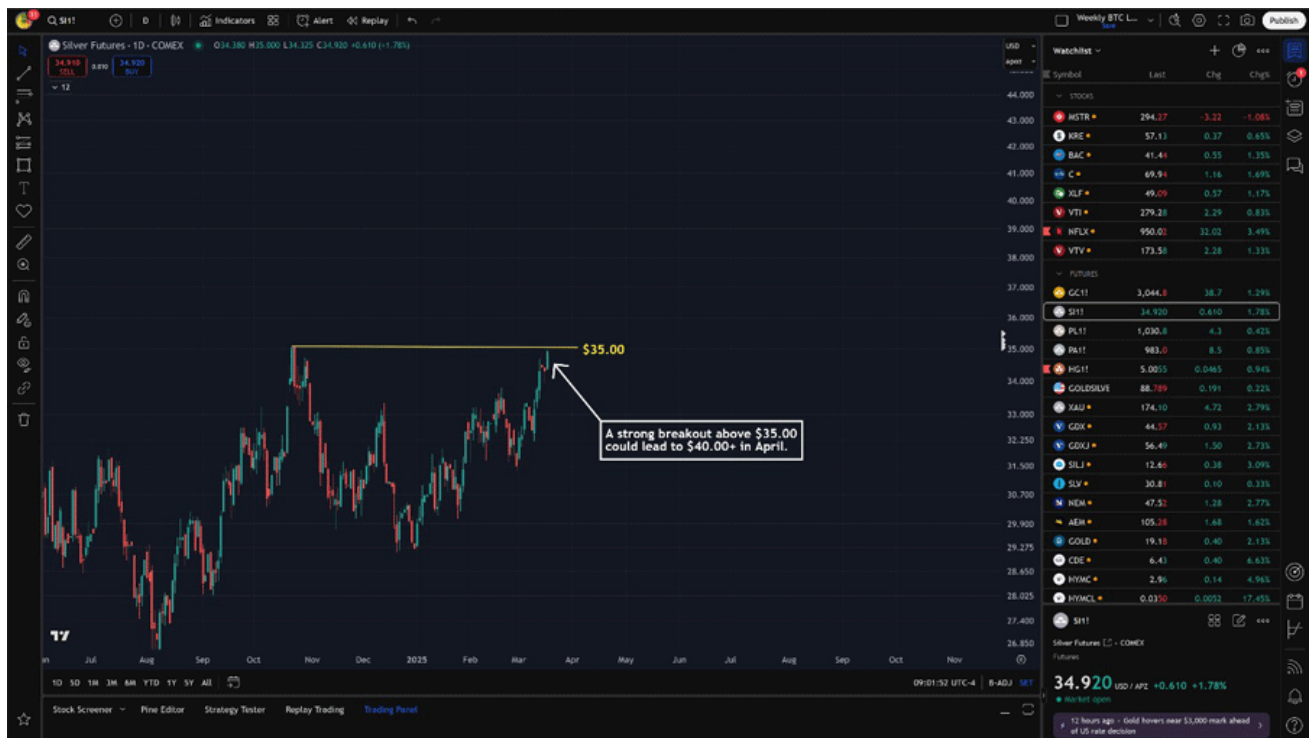 SI1!
D
Indicators
Alert
Replay
Weekly BTC L...
Save
Publish
Silver Futures · 1D · COMEX
O34.380 H35.000 L34.325 C34.920 +0.610 (+1.78%)
34.910
SELL
0.010
34.920
BUY
12
USD
APZ
44.000
43.000
42.000
41.000
40.000
39.000
38.000
37.000
36.000
35.000
34.000
33.000
32.250
31.500
30.700
29.900
29.275
28.650
28.025
27.400
26.850
$35.00
A strong breakout above $35.00
could lead to $40.00+ in April.
Jul Aug Sep Oct Nov Dec 2025 Feb Mar Apr May Jun Jul Aug Sep Oct Nov
1D 5D 1M 3M 6M YTD 1Y 5Y All
09:01:52 UTC-4 B-ADJ SET
Stock Screener Pine Editor Strategy Tester Replay Trading Trading Panel
Watchlist
Symbol Last Chg Chg%
STOCKS
MSTR 294.27 -3.22 -1.08%
KRE 57.13 0.37 0.65%
BAC 41.44 0.55 1.35%
C 69.94 1.16 1.69%
XLF 49.09 0.57 1.17%
VTI 279.28 2.29 0.83%
NFLX 950.02 32.02 3.49%
VTV 173.58 2.28 1.33%
FUTURES
GC1! 3,044.8 38.7 1.29%
SI1! 34.920 0.610 1.78%
PL1! 1,030.8 4.3 0.42%
PA1! 983.0 8.5 0.85%
HG1! 5.0055 0.0465 0.94%
GOLDSILVE 88.789 0.191 0.22%
XAU 174.10 4.72 2.79%
GDX 44.57 0.93 2.13%
GDXJ 56.49 1.50 2.73%
SILJ 12.66 0.38 3.09%
SLV 30.81 0.10 0.33%
NEM 47.52 1.28 2.77%
AEM 105.28 1.68 1.62%
GOLD 19.18 0.40 2.13%
CDE 6.43 0.40 6.63%
HYMC 2.96 0.14 4.96%
HYMCL 0.0350 0.0052 17.45%
SI1!
Silver Futures · COMEX
Futures
34.920 USD / APZ +0.610 +1.78%
Market open
12 hours ago · Gold hovers near $3,000 mark ahead
of US rate decision